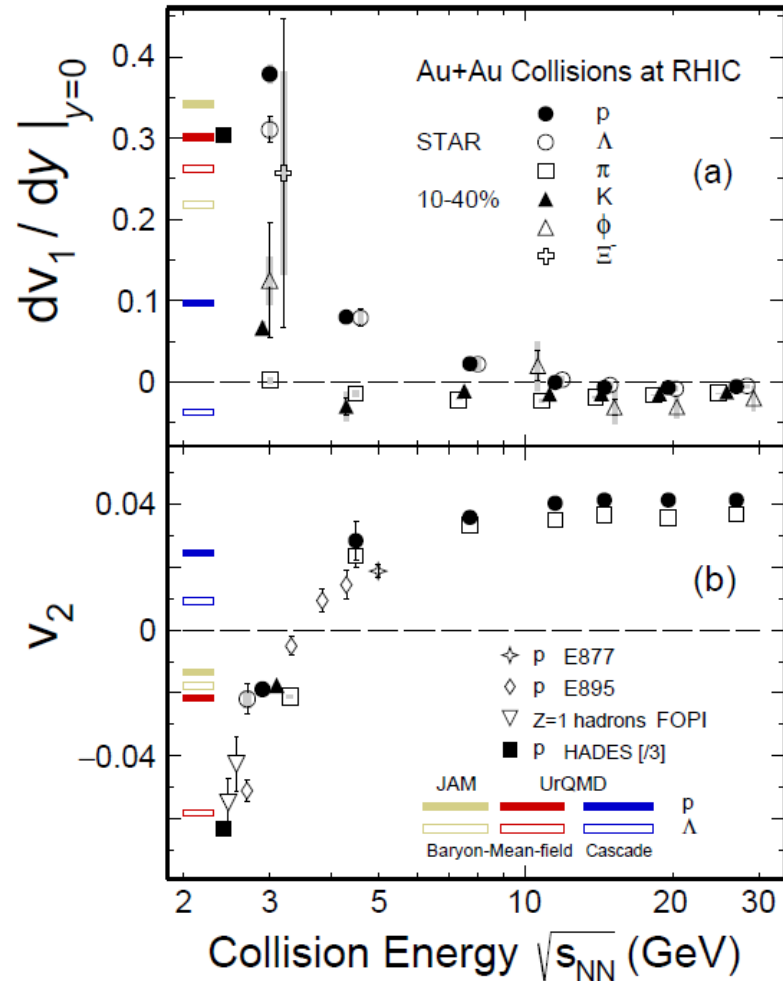 dv₁ / dy |y=0
0.4
0.3
0.2
0.1
0
Au+Au Collisions at RHIC
p
STAR Λ
π
(a)
10-40% K
ϕ
Ξ⁻
v₂
0.04
0
−0.04
(b)
p E877
p E895
Z=1 hadrons FOPI
p HADES [/3]
JAM UrQMD
p
Λ
Baryon-Mean-field Cascade
2 3 5 10 20 30
Collision Energy √sNN (GeV)